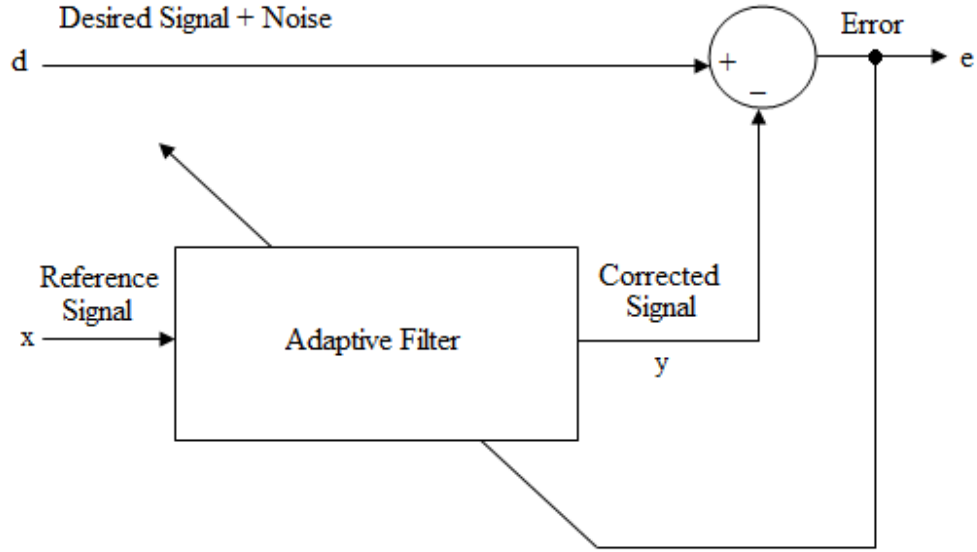 Desired Signal + Noise
Error
d
+
e
−
Reference
Signal
Corrected
Signal
x
Adaptive Filter
y